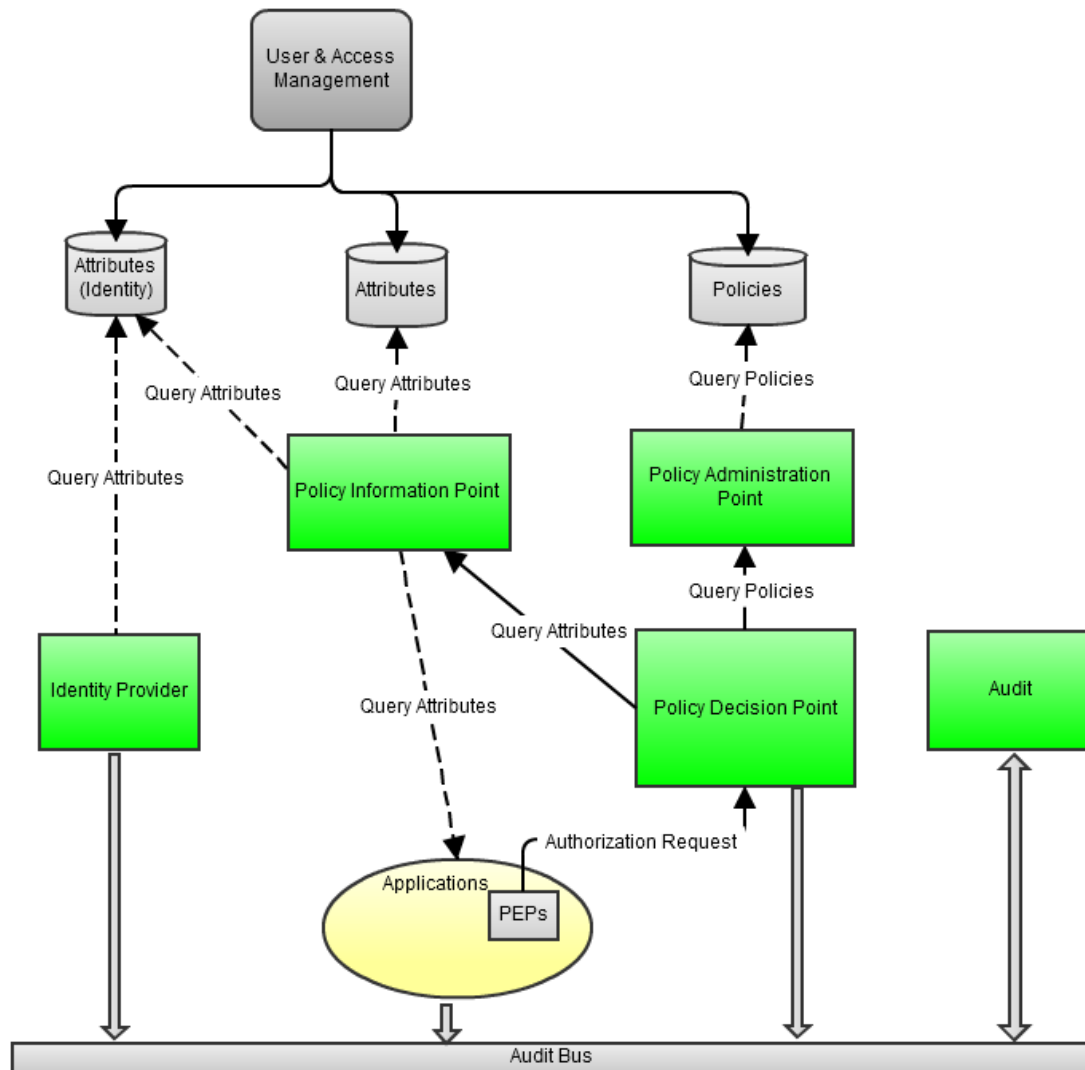 User & Access
Management
Attributes
(Identity)
Attributes
Policies
Query Attributes
Query Attributes
Query Policies
Query Attributes
Policy Information Point
Policy Administration
Point
Query Policies
Query Attributes
Identity Provider
Query Attributes
Policy Decision Point
Audit
Authorization Request
Applications
PEPs
Audit Bus